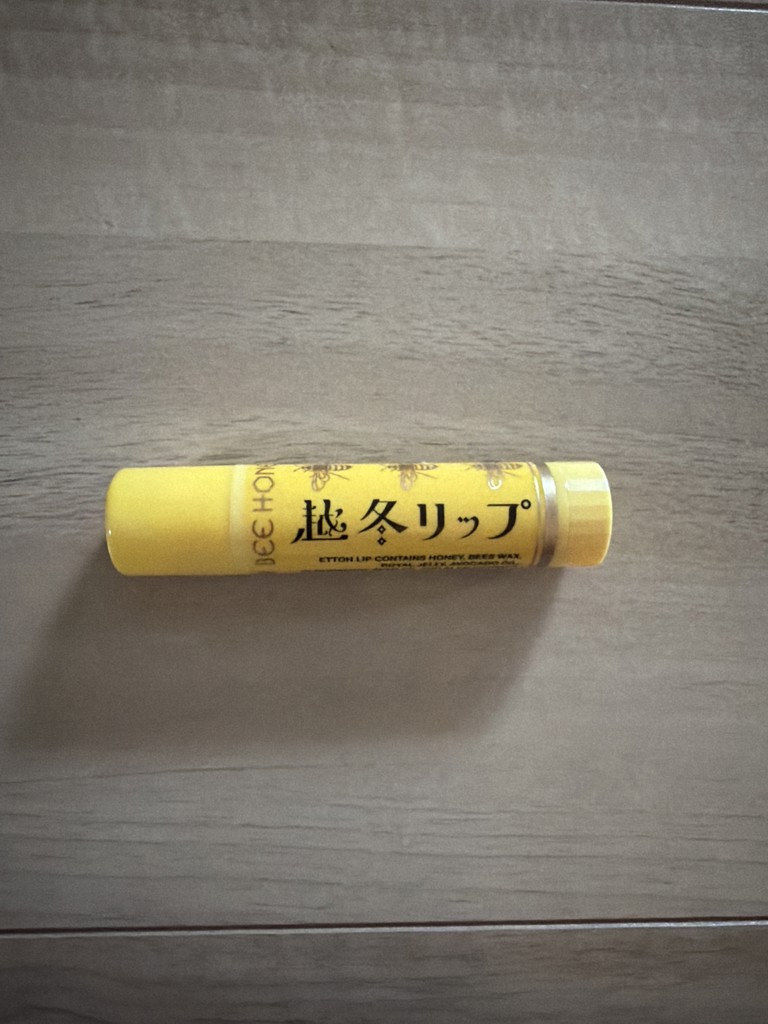 BEE HON
越冬リップ
ETTOH LIP CONTAINS HONEY, BEES WAX,
ROYAL JELLY, AVOCADO OIL,